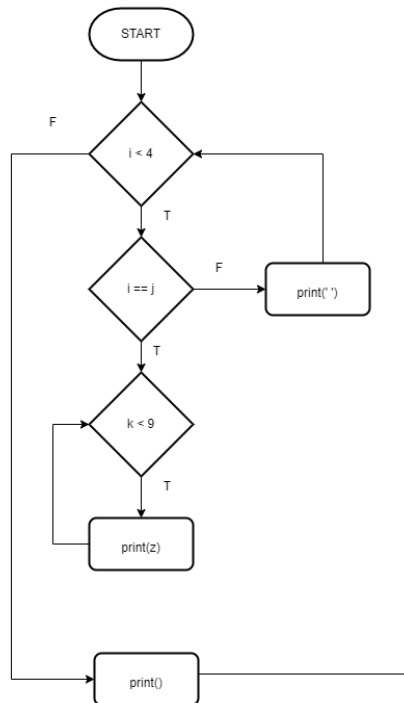 START
F
i < 4
T
i == j
F
print(' ')
T
k < 9
T
print(z)
print()